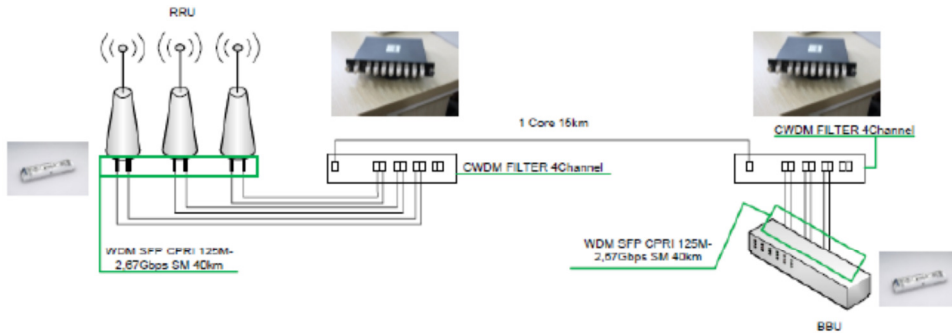 RRU
1 Core 15km
CWDM FILTER 4Channel
CWDM FILTER 4Channel
WDM SFP CPRI 125M-
2,67Gbps SM 40km
WDM SFP CPRI 125M-
2,67Gbps SM 40km
BBU